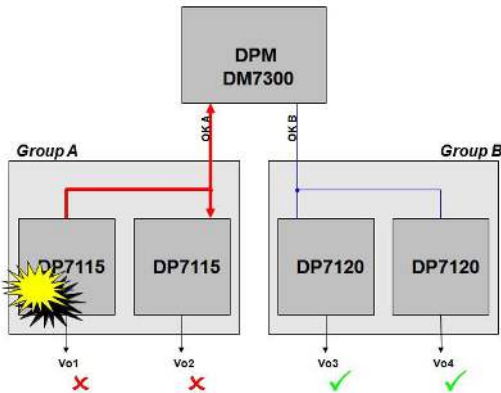 DPM
DM7300
OK A
OK B
Group A
Group B
DP7115
DP7115
DP7120
DP7120
Vo1
Vo2
Vo3
Vo4